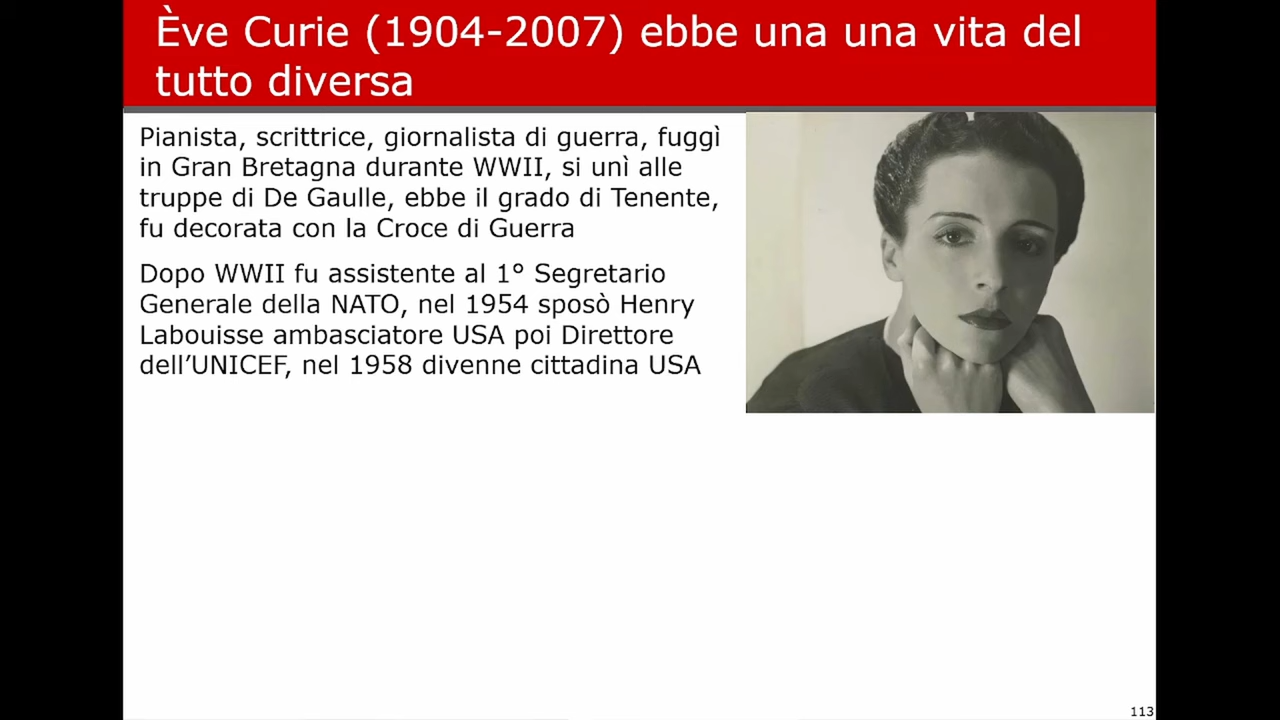 Ève Curie (1904-2007) ebbe una una vita del
tutto diversa
Pianista, scrittrice, giornalista di guerra, fuggì
in Gran Bretagna durante WWII, si unì alle
truppe di De Gaulle, ebbe il grado di Tenente,
fu decorata con la Croce di Guerra
Dopo WWII fu assistente al 1° Segretario
Generale della NATO, nel 1954 sposò Henry
Labouisse ambasciatore USA poi Direttore
dell’UNICEF, nel 1958 divenne cittadina USA
113